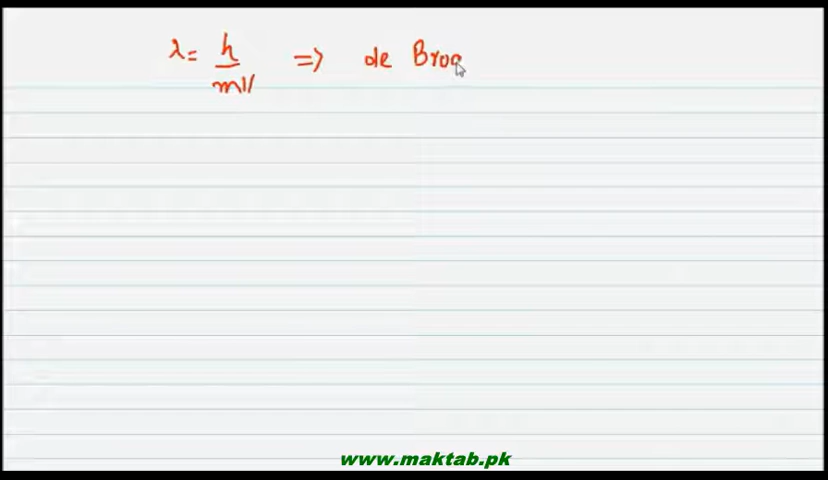 λ = h/mv => de Brog
www.maktab.pk